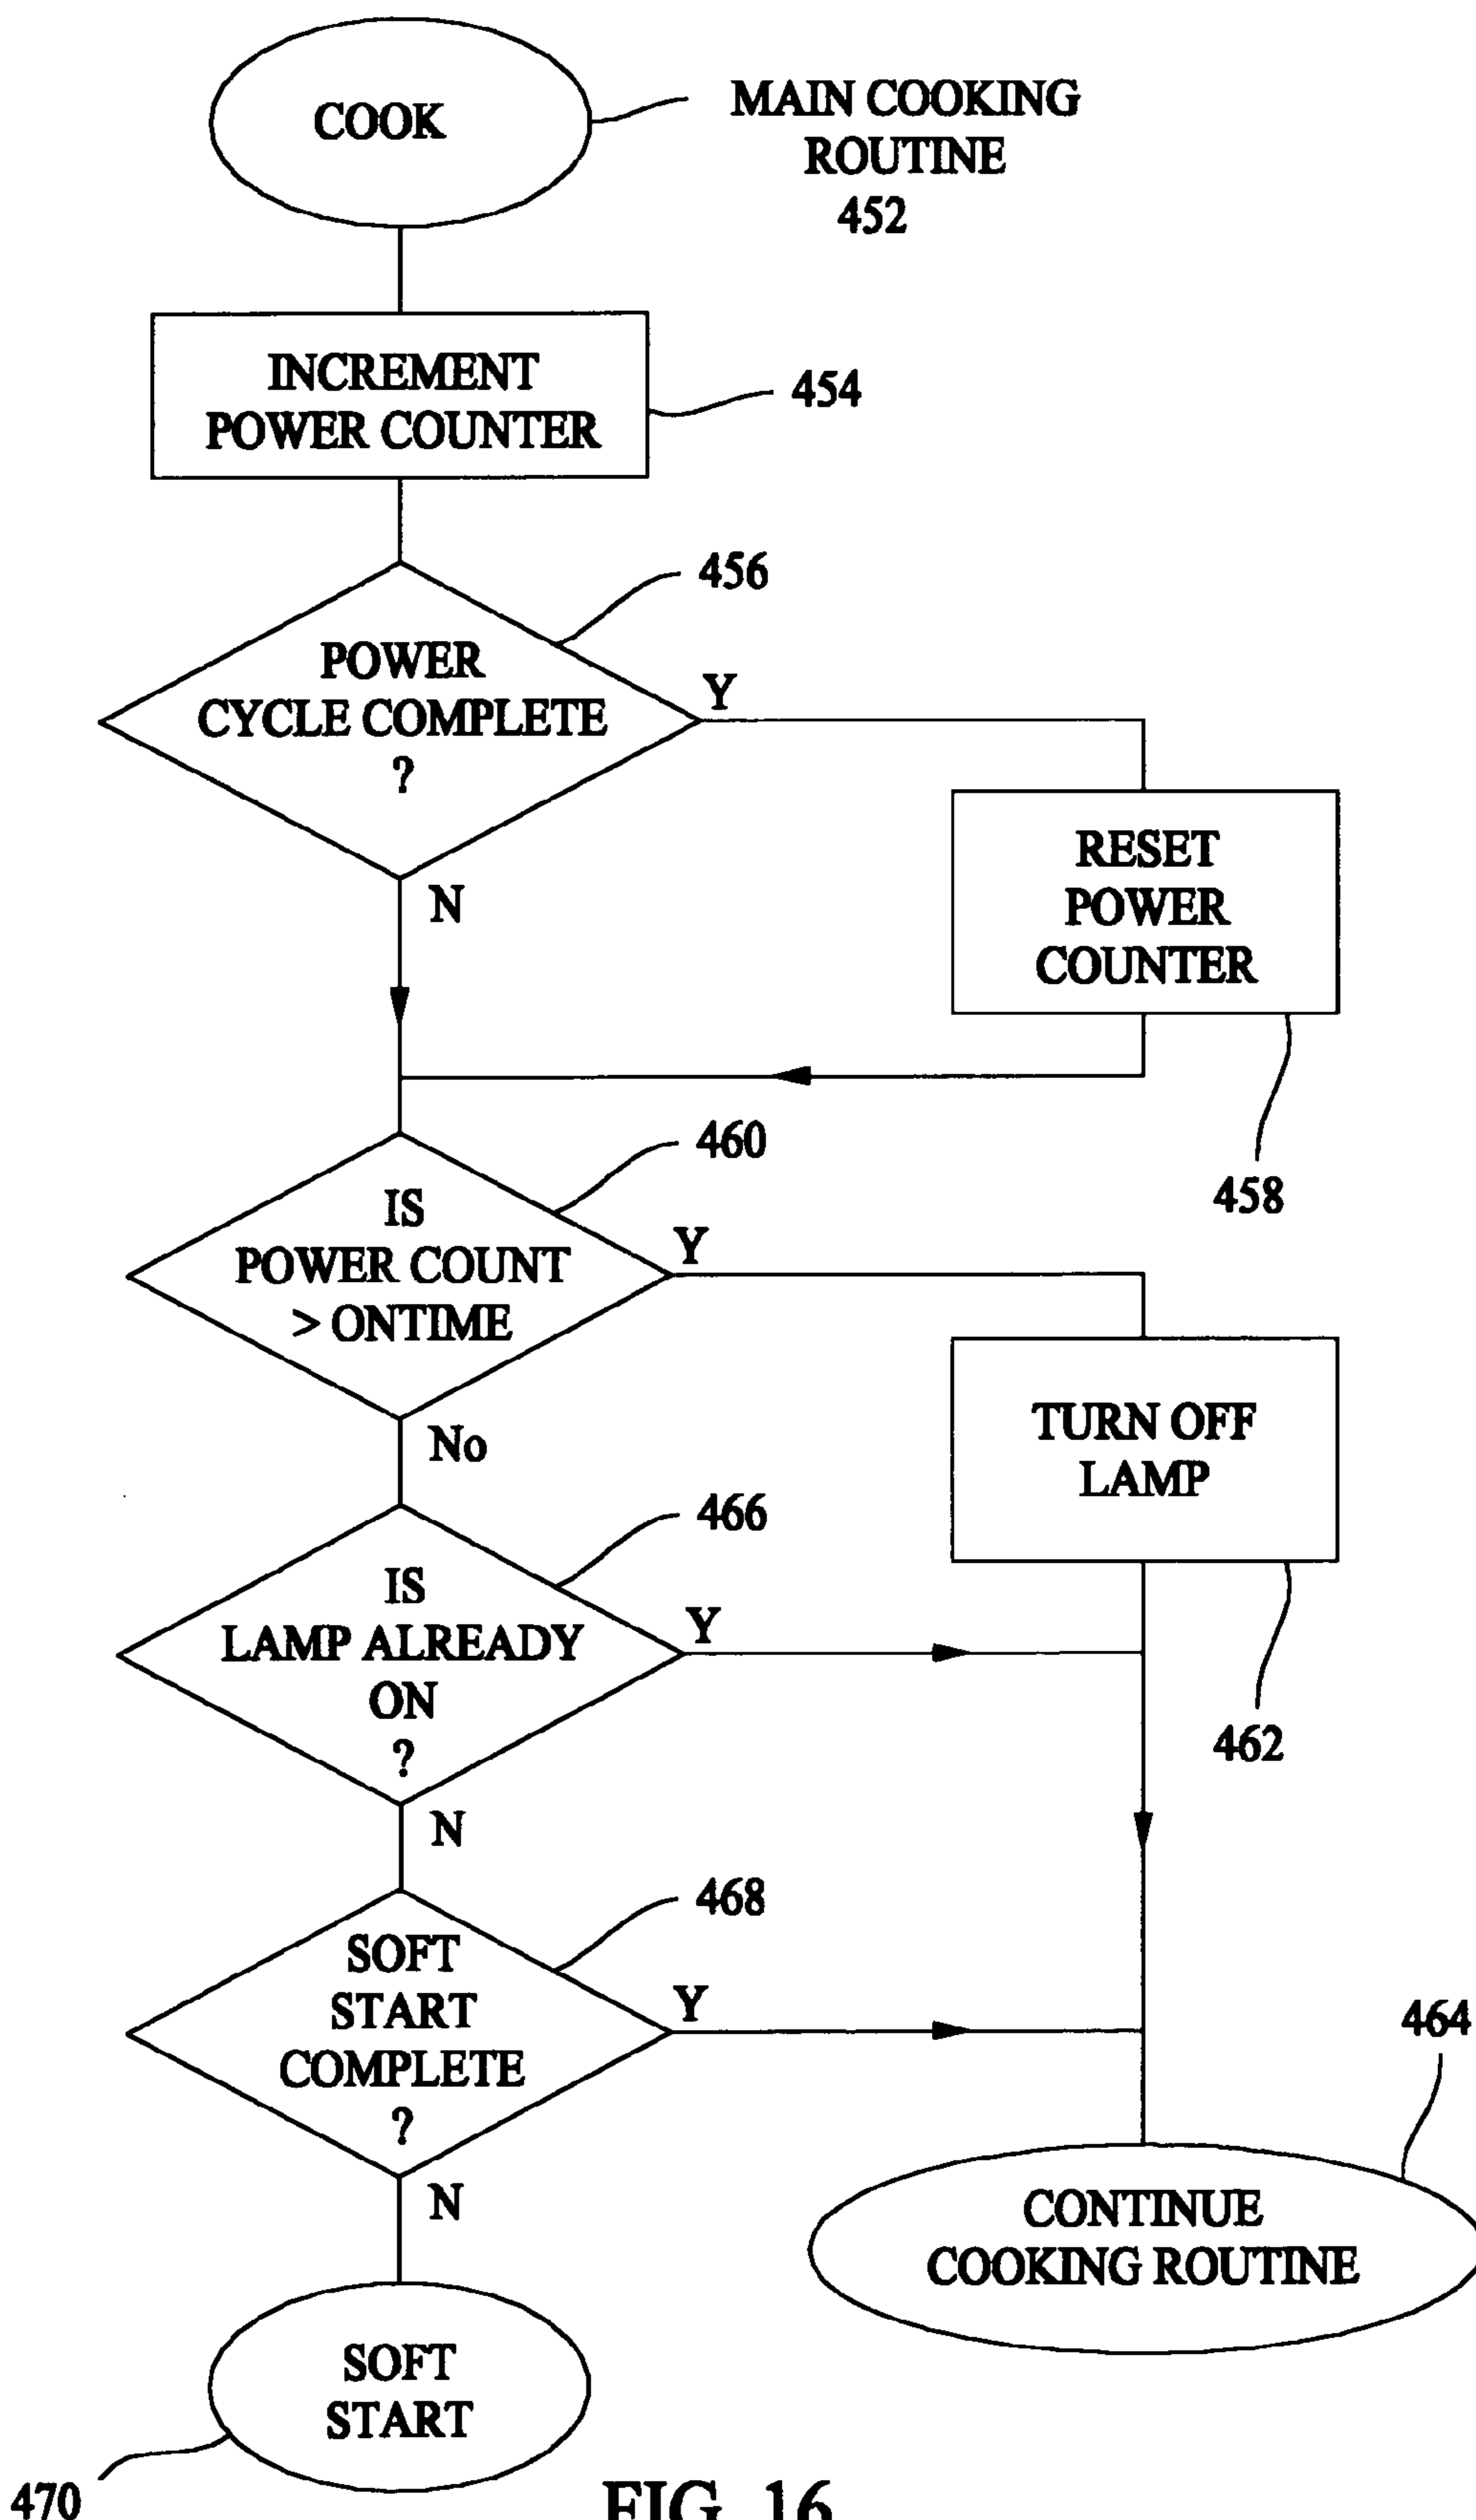 COOK
MAIN COOKING
ROUTINE
452
INCREMENT
POWER COUNTER
454
456
POWER
CYCLE COMPLETE
?
Y
N
RESET
POWER
COUNTER
458
460
IS
POWER COUNT
> ONTIME
Y
No
TURN OFF
LAMP
462
466
IS
LAMP ALREADY
ON
?
Y
N
468
SOFT
START
COMPLETE
?
Y
N
464
CONTINUE
COOKING ROUTINE
SOFT
START
470
FIG. 16